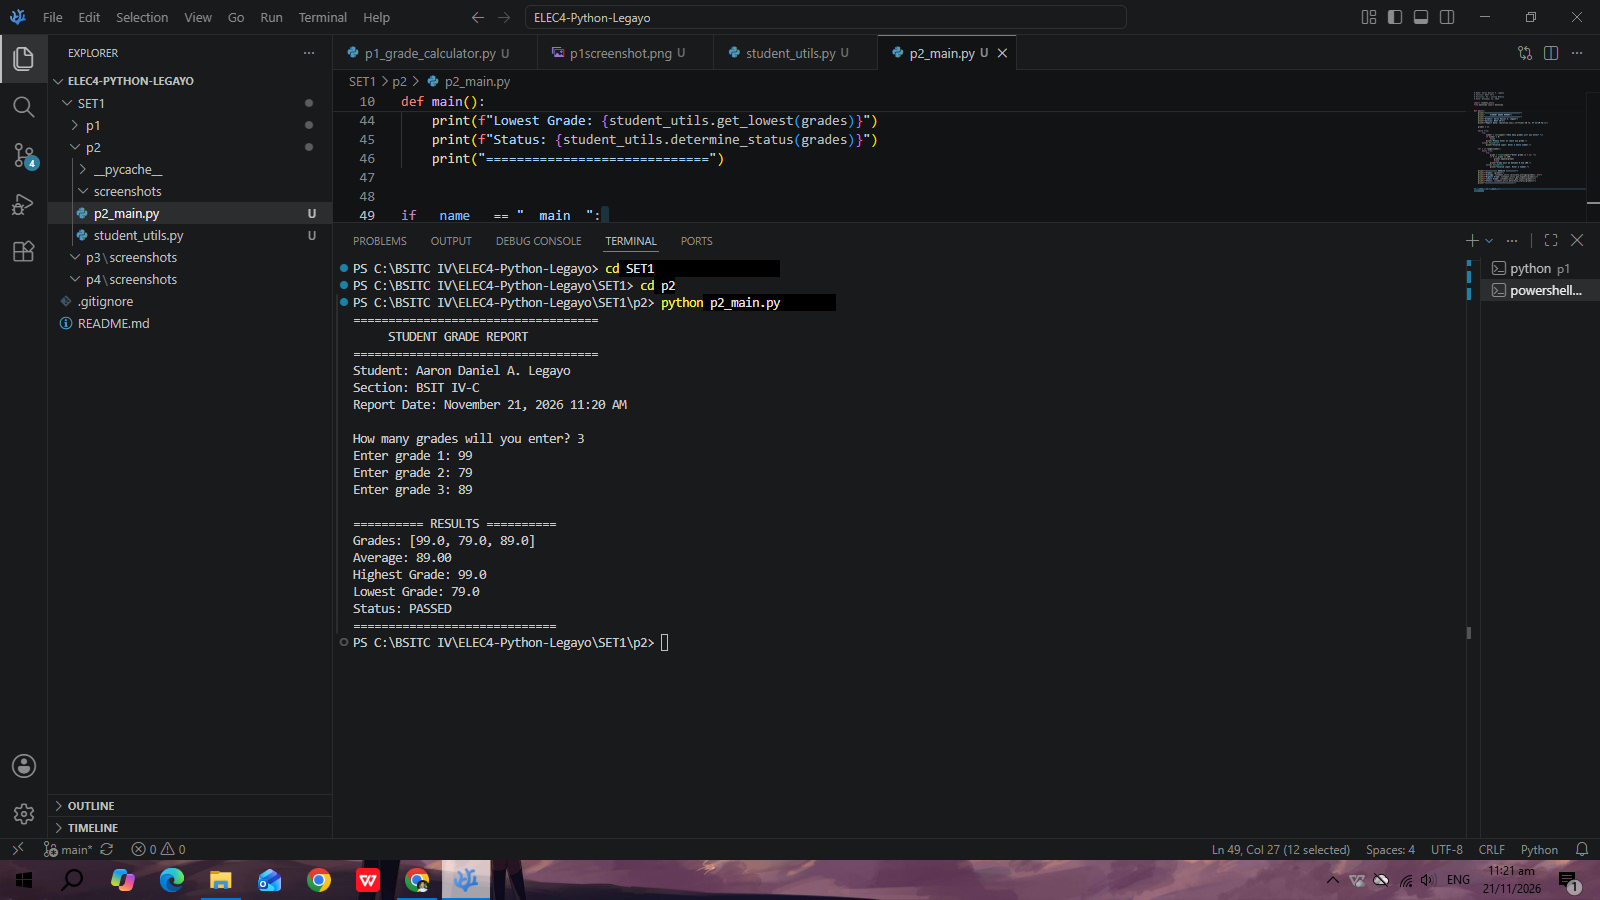 File Edit Selection View Go Run Terminal Help
ELEC4-Python-Legayo
EXPLORER
ELEC4-PYTHON-LEGAYO
SET1
p1
p2
__pycache__
screenshots
p2_main.py U
student_utils.py U
p3\screenshots
p4\screenshots
.gitignore
README.md
OUTLINE
TIMELINE
4
p1_grade_calculator.py U
p1screenshot.png U
student_utils.py U
p2_main.py U
SET1 > p2 > p2_main.py
10 def main():
44 print(f"Lowest Grade: {student_utils.get_lowest(grades)}")
45 print(f"Status: {student_utils.determine_status(grades)}")
46 print("=============================")
47
48
49 if __name__ == "__main__":
PROBLEMS OUTPUT DEBUG CONSOLE TERMINAL PORTS
PS C:\BSITC IV\ELEC4-Python-Legayo> cd SET1
PS C:\BSITC IV\ELEC4-Python-Legayo\SET1> cd p2
PS C:\BSITC IV\ELEC4-Python-Legayo\SET1\p2> python p2_main.py
===================================
STUDENT GRADE REPORT
===================================
Student: Aaron Daniel A. Legayo
Section: BSIT IV-C
Report Date: November 21, 2026 11:20 AM
How many grades will you enter? 3
Enter grade 1: 99
Enter grade 2: 79
Enter grade 3: 89
========== RESULTS ==========
Grades: [99.0, 79.0, 89.0]
Average: 89.00
Highest Grade: 99.0
Lowest Grade: 79.0
Status: PASSED
=============================
PS C:\BSITC IV\ELEC4-Python-Legayo\SET1\p2>
python p1
powershell...
main* 0 0
Ln 49, Col 27 (12 selected) Spaces: 4 UTF-8 CRLF Python
ENG
11:21 am
21/11/2026
1